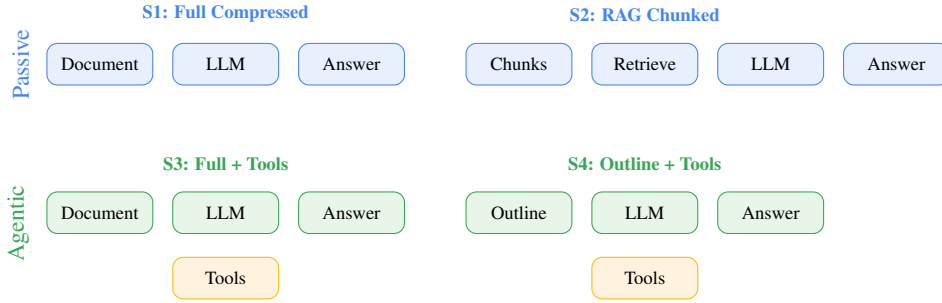 S1: Full Compressed
S2: RAG Chunked
Passive
Document
LLM
Answer
Chunks
Retrieve
LLM
Answer
S3: Full + Tools
S4: Outline + Tools
Agentic
Document
LLM
Answer
Outline
LLM
Answer
Tools
Tools